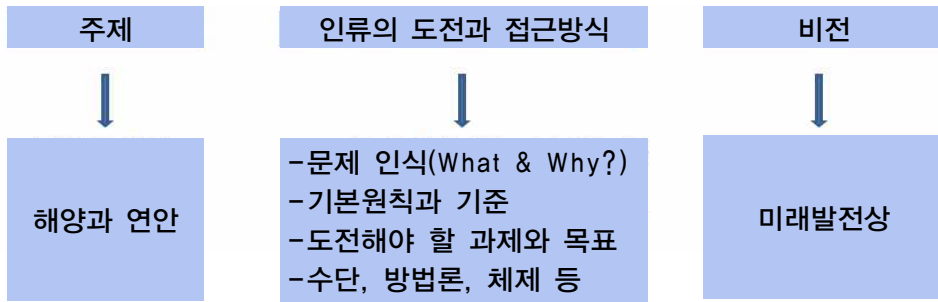 주제
인류의 도전과 접근방식
비전
해양과 연안
-문제 인식(What & Why?)
-기본원칙과 기준
-도전해야 할 과제와 목표
-수단, 방법론, 체제 등
미래발전상